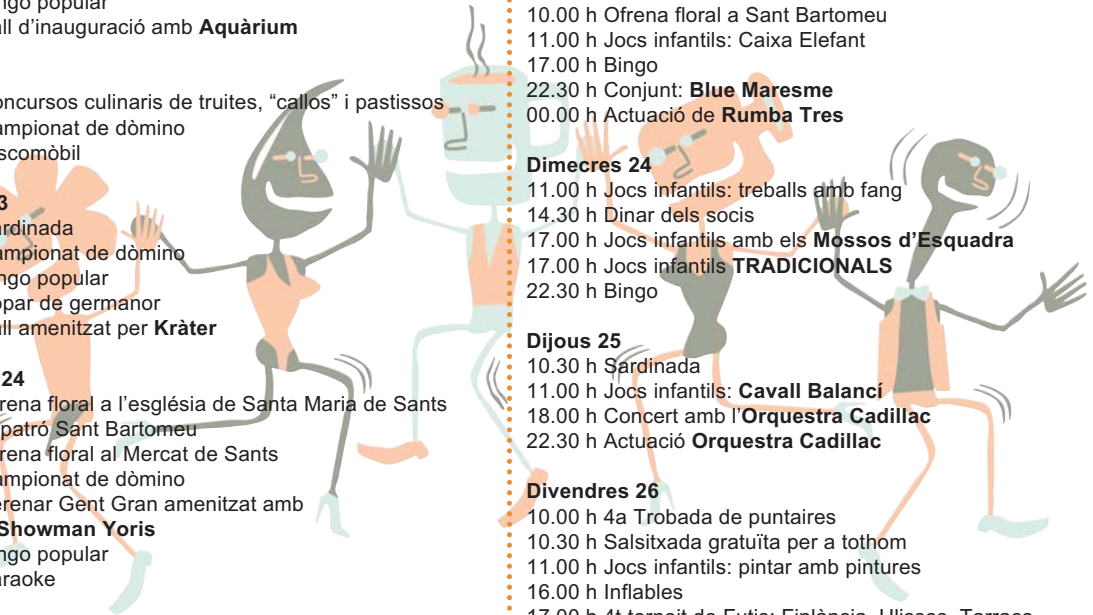 ngo popular
all d’inauguració amb Aquàrium
oncursos culinaris de truites, “callos” i pastissos
ampionat de dòmino
scomòbil
3
ardinada
ampionat de dòmino
ngo popular
opar de germanor
all amenitzat per Kràter
24
rena floral a l’església de Santa Maria de Sants
patró Sant Bartomeu
rena floral al Mercat de Sants
ampionat de dòmino
erenar Gent Gran amenitzat amb
Showman Yoris
ngo popular
araoke
10.00 h Ofrena floral a Sant Bartomeu
11.00 h Jocs infantils: Caixa Elefant
17.00 h Bingo
22.30 h Conjunt: Blue Maresme
00.00 h Actuació de Rumba Tres
Dimecres 24
11.00 h Jocs infantils: treballs amb fang
14.30 h Dinar dels socis
17.00 h Jocs infantils amb els Mossos d’Esquadra
17.00 h Jocs infantils TRADICIONALS
22.30 h Bingo
Dijous 25
10.30 h Sardinada
11.00 h Jocs infantils: Cavall Balancí
18.00 h Concert amb l’Orquestra Cadillac
22.30 h Actuació Orquestra Cadillac
Divendres 26
10.00 h 4a Trobada de puntaires
10.30 h Salsitxada gratuïta per a tothom
11.00 h Jocs infantils: pintar amb pintures
16.00 h Inflables
17.00 h 4t torneig de